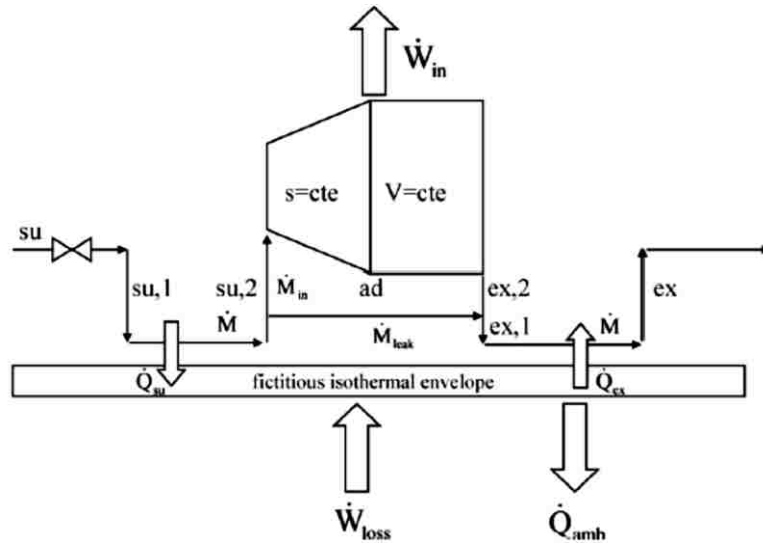 Ẇin
s=cte V=cte
su
su,1 su,2 Ṁin ad ex,2 ex
Ṁ Ṁleak ex,1 Ṁ
Q̇su fictitious isothermal envelope Q̇ex
Ẇloss Q̇amb